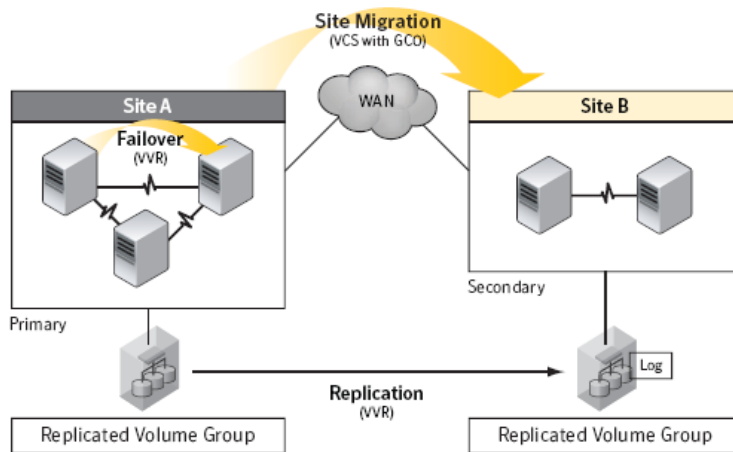 Site Migration
(VCS with GCO)
WAN
Site A
Site B
Failover
(VVR)
Primary
Secondary
Log
Replication
(VVR)
Replicated Volume Group
Replicated Volume Group